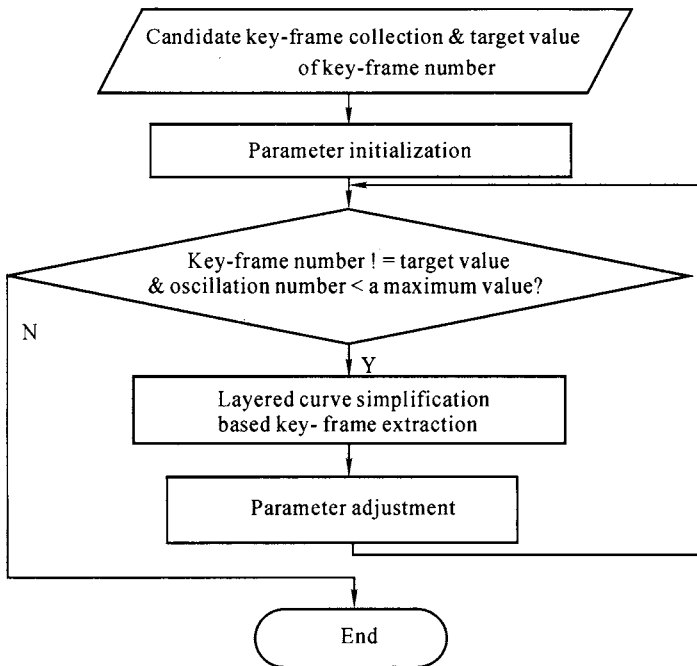 Candidate key-frame collection & target value
of key-frame number
Parameter initialization
Key-frame number ! = target value
& oscillation number < a maximum value?
N
Y
Layered curve simplification
based key- frame extraction
Parameter adjustment
End